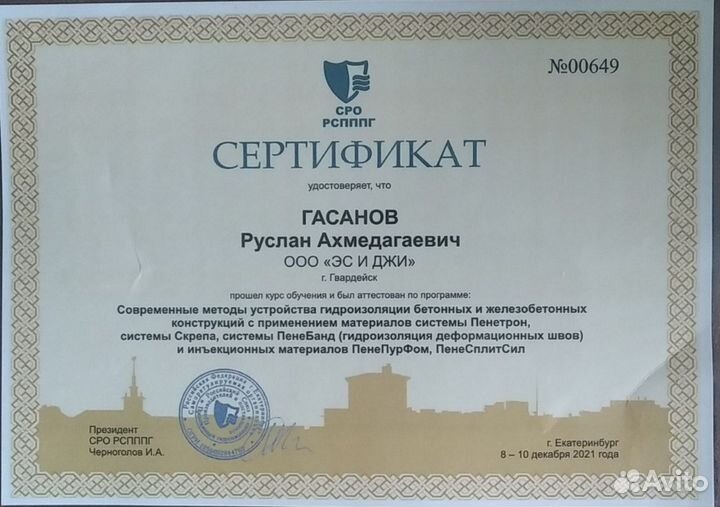 №00649
СРО
РСПППГ
СЕРТИФИКАТ
удостоверяет, что
ГАСАНОВ
Руслан Ахмедагаевич
ООО «ЭС И ДЖИ»
г. Гвардейск
прошел курс обучения и был аттестован по программе:
Современные методы устройства гидроизоляции бетонных и железобетонных
конструкций с применением материалов системы Пенетрон,
системы Скрепа, системы ПенеБанд (гидроизоляция деформационных швов)
и инъекционных материалов ПенеПурФом, ПенеСплитСил
Президент
СРО РСПППГ
Черноголов И.А.
г. Екатеринбург
8 – 10 декабря 2021 года
Avito